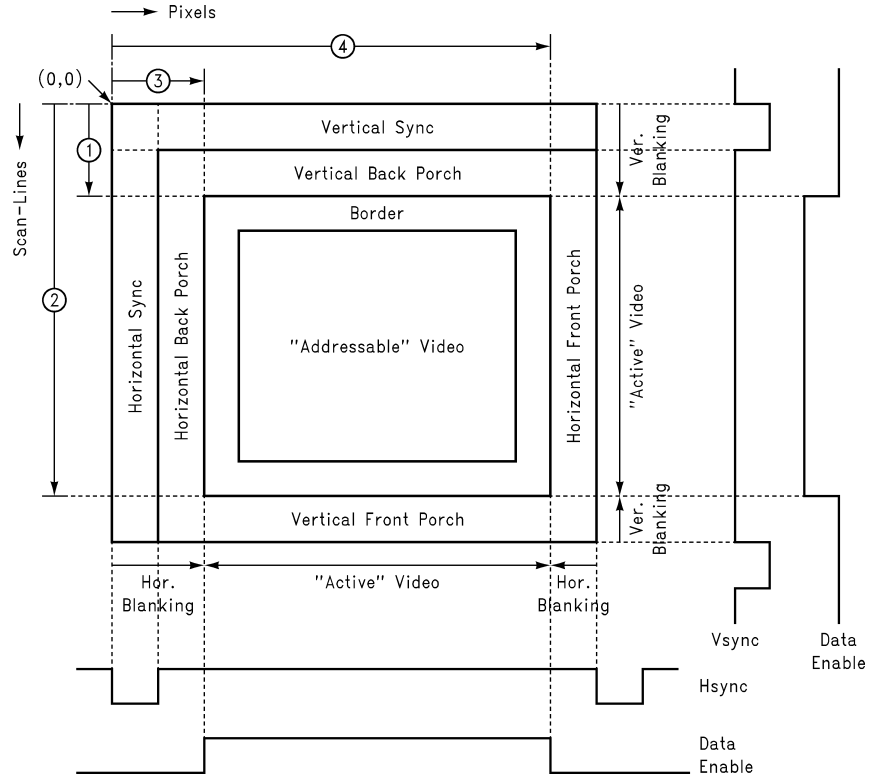 Pixels
4
(0,0)
3
Vertical Sync
1
Vertical Back Porch
Ver.
Blanking
Scan-Lines
Border
2
Horizontal Sync
Horizontal Back Porch
"Addressable" Video
Horizontal Front Porch
"Active" Video
Vertical Front Porch
Ver.
Blanking
Hor.
Blanking
"Active" Video
Hor.
Blanking
Vsync
Data
Enable
Hsync
Data
Enable